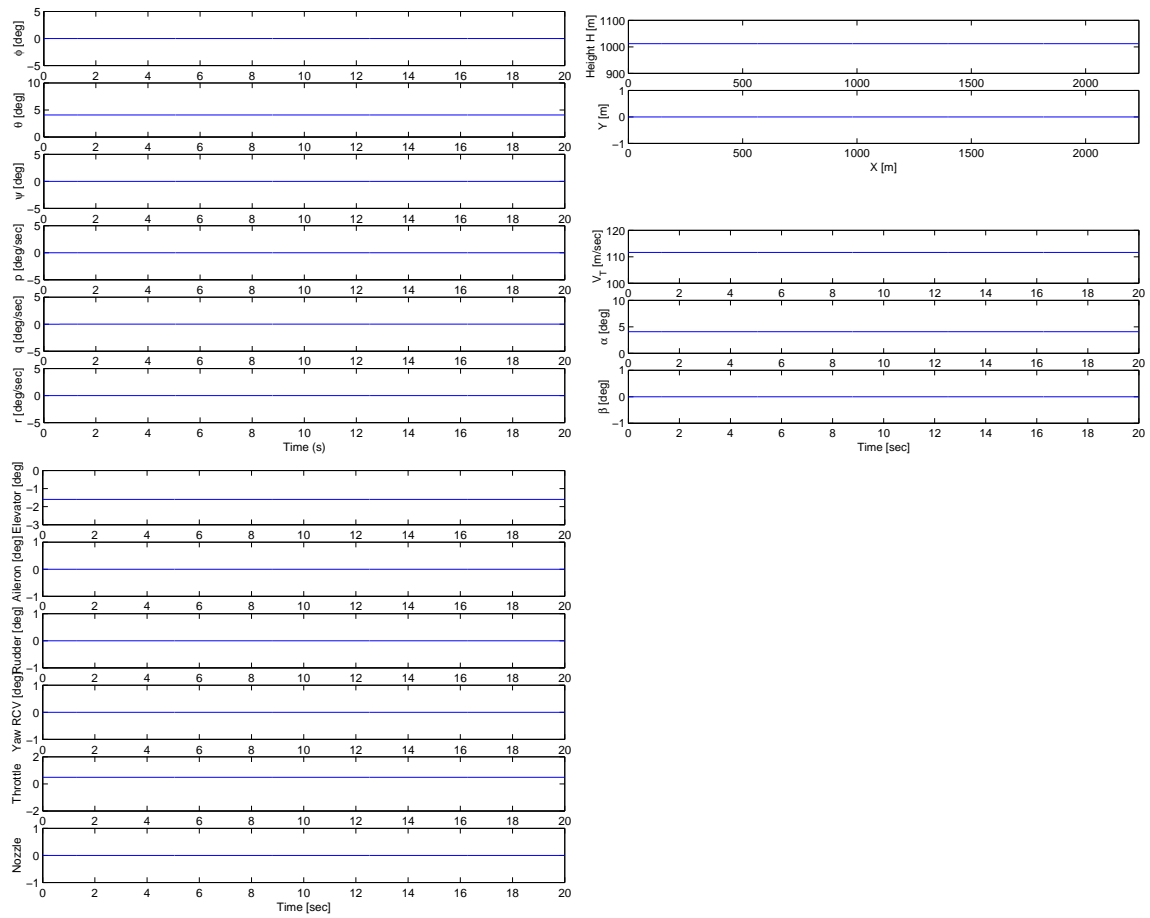 φ [deg]
5
0
−5
0 2 4 6 8 10 12 14 16 18 20
θ [deg]
10
5
0
0 2 4 6 8 10 12 14 16 18 20
ψ [deg]
5
0
−5
0 2 4 6 8 10 12 14 16 18 20
p [deg/sec]
5
0
−5
0 2 4 6 8 10 12 14 16 18 20
q [deg/sec]
5
0
−5
0 2 4 6 8 10 12 14 16 18 20
r [deg/sec]
5
0
−5
0 2 4 6 8 10 12 14 16 18 20
Time (s)
Height H [m]
1100
1000
900
0 500 1000 1500 2000
Y [m]
1
0
−1
0 500 1000 1500 2000
X [m]
V_T [m/sec]
120
110
100
0 2 4 6 8 10 12 14 16 18 20
α [deg]
10
5
0
0 2 4 6 8 10 12 14 16 18 20
β [deg]
1
0
−1
0 2 4 6 8 10 12 14 16 18 20
Time [sec]
Elevator [deg]
0
−1
−2
−3
0 2 4 6 8 10 12 14 16 18 20
Aileron [deg]
1
0
−1
0 2 4 6 8 10 12 14 16 18 20
Rudder [deg]
1
0
−1
0 2 4 6 8 10 12 14 16 18 20
Yaw RCV [deg]
1
0
−1
0 2 4 6 8 10 12 14 16 18 20
Throttle
2
0
−2
0 2 4 6 8 10 12 14 16 18 20
Nozzle
1
0
−1
0 2 4 6 8 10 12 14 16 18 20
Time [sec]